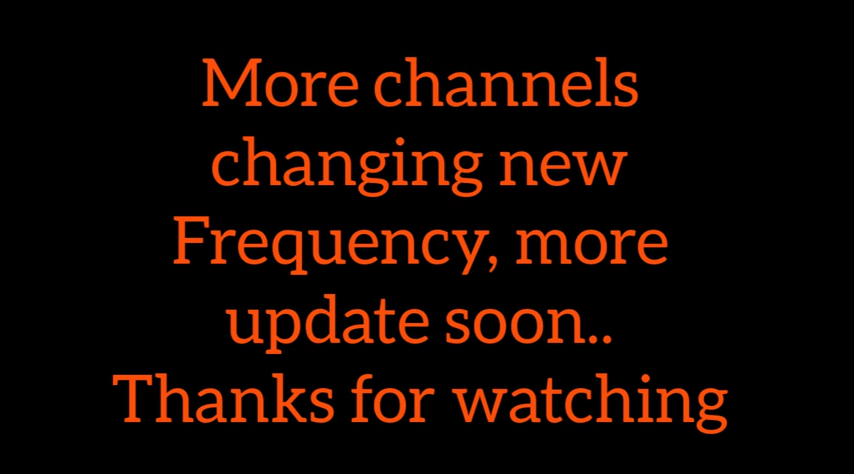 More channels
changing new
Frequency, more
update soon..
Thanks for watching